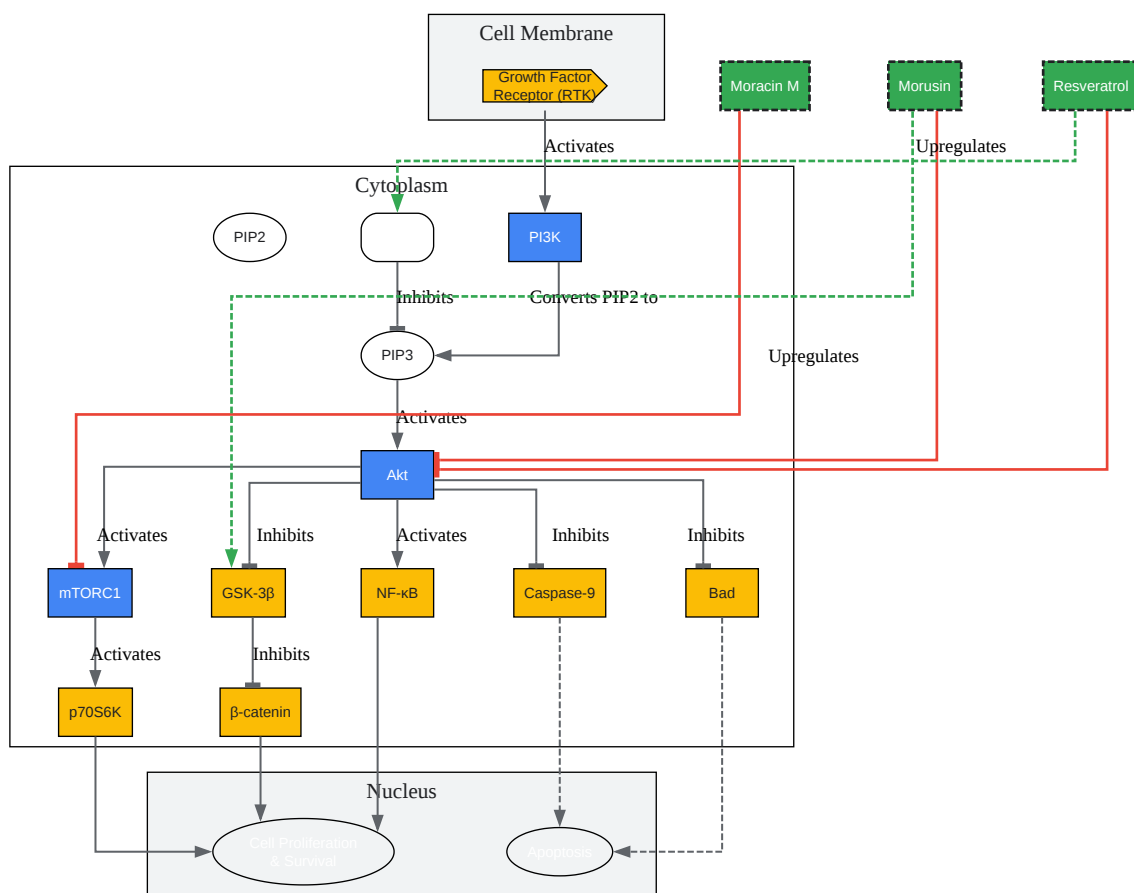 Cell Membrane
Growth Factor
Receptor (RTK)
Moracin M
Morusin
Resveratrol
Activates
Upregulates
Cytoplasm
PIP2
PI3K
Inhibits
Converts PIP2 to
PIP3
Upregulates
Activates
Akt
Activates
Inhibits
Activates
Inhibits
Inhibits
mTORC1
GSK-3β
NF-κB
Caspase-9
Bad
Activates
Inhibits
p70S6K
β-catenin
Nucleus
Cell Proliferation
& Survival
Apoptosis